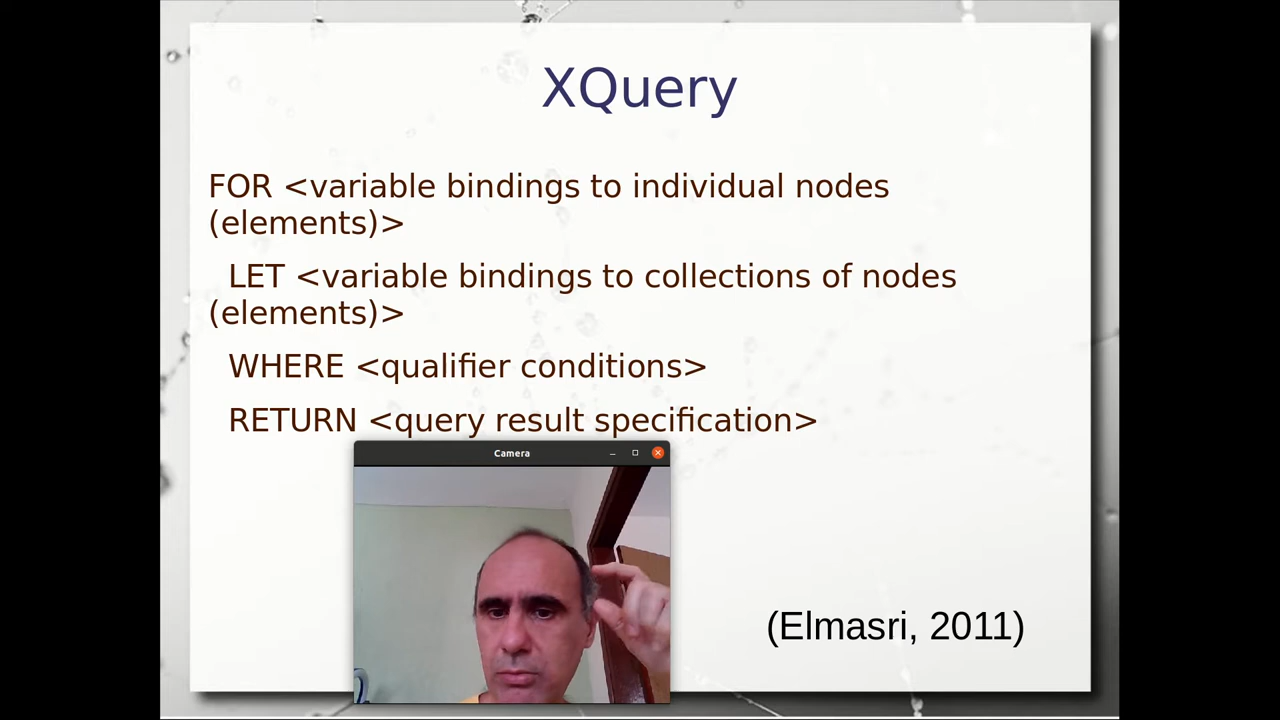 XQuery
FOR <variable bindings to individual nodes
(elements)>
LET <variable bindings to collections of nodes
(elements)>
WHERE <qualifier conditions>
RETURN <query result specification>
Camera
(Elmasri, 2011)